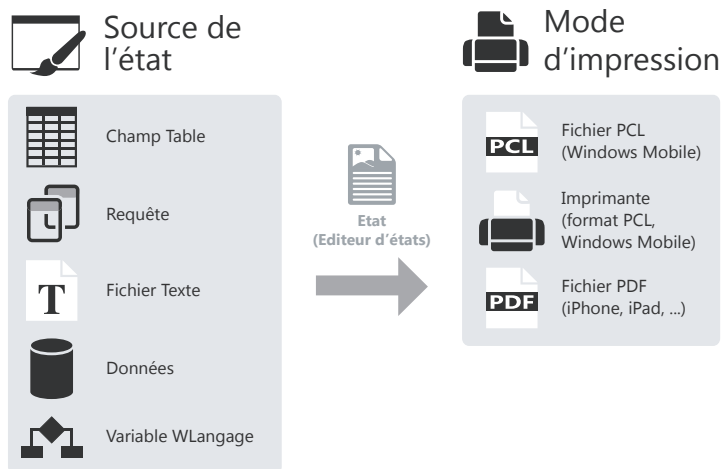 Source de
l'état
Champ Table
Requête
T
Fichier Texte
Données
Variable WLangage
Etat
(Editeur d'états)
Mode
d'impression
PCL
Fichier PCL
(Windows Mobile)
Imprimante
(format PCL,
Windows Mobile)
PDF
Fichier PDF
(iPhone, iPad, ...)